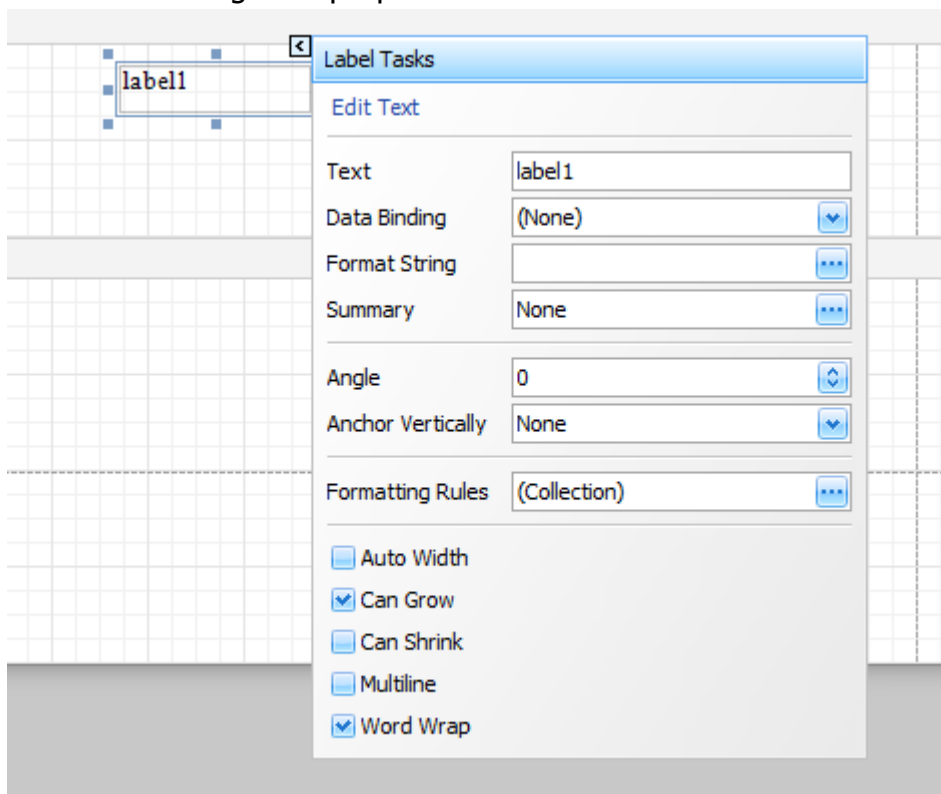 label1
Label Tasks
Edit Text
Text label1
Data Binding (None)
Format String
Summary None
Angle 0
Anchor Vertically None
Formatting Rules (Collection)
Auto Width
Can Grow
Can Shrink
Multiline
Word Wrap